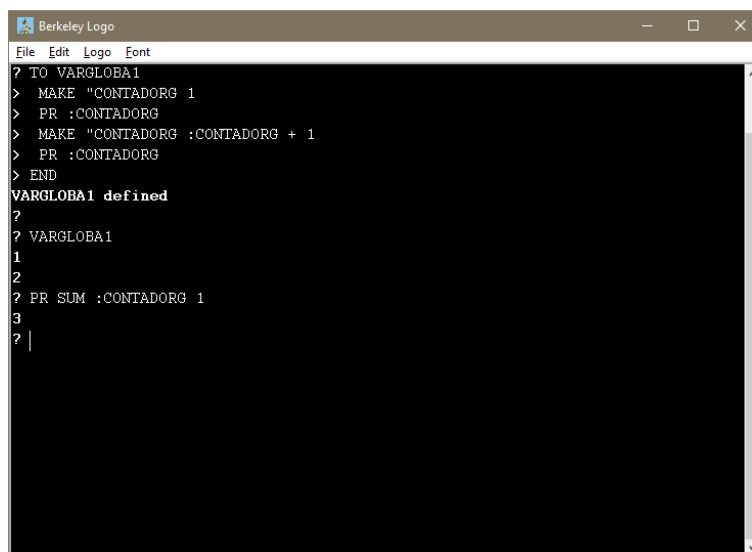 Berkeley Logo
File Edit Logo Font
? TO VARGLOBA1
>  MAKE "CONTADORG 1
>  PR :CONTADORG
>  MAKE "CONTADORG :CONTADORG + 1
>  PR :CONTADORG
> END
VARGLOBA1 defined
?
? VARGLOBA1
1
2
? PR SUM :CONTADORG 1
3
?